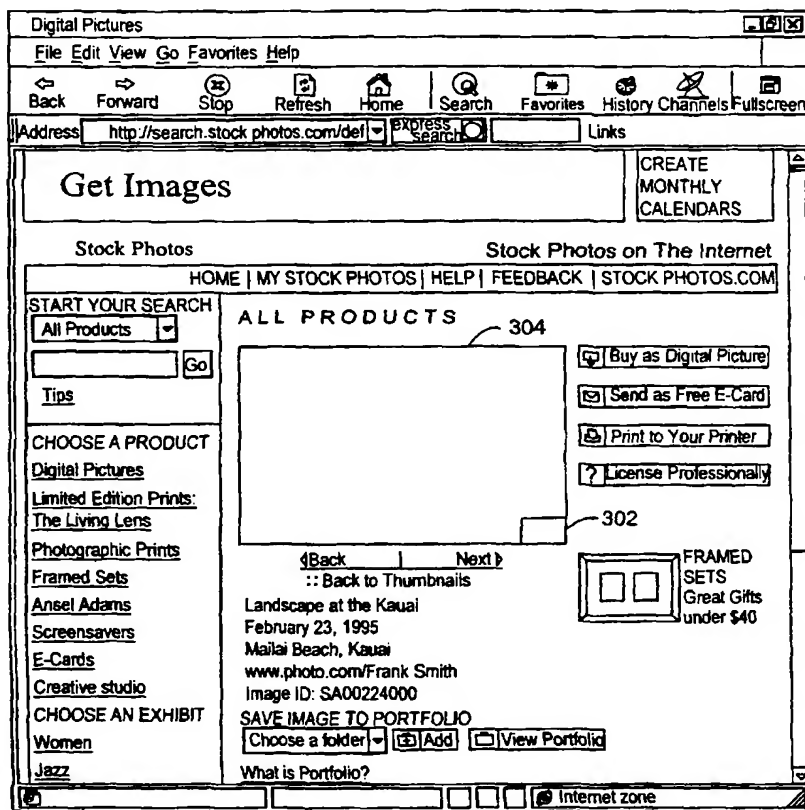 Digital Pictures
File Edit View Go Favorites Help
Back Forward Stop Refresh Home Search Favorites History Channels Fullscreen
Address http://search.stock photos.com/def express search Links
Get Images
CREATE
MONTHLY
CALENDARS
Stock Photos
Stock Photos on The Internet
HOME | MY STOCK PHOTOS | HELP | FEEDBACK | STOCK PHOTOS.COM
START YOUR SEARCH
All Products
Go
Tips
CHOOSE A PRODUCT
Digital Pictures
Limited Edition Prints:
The Living Lens
Photographic Prints
Framed Sets
Ansel Adams
Screensavers
E-Cards
Creative studio
CHOOSE AN EXHIBIT
Women
Jazz
ALL PRODUCTS
304
302
Back | Next
:: Back to Thumbnails
Landscape at the Kauai
February 23, 1995
Mailai Beach, Kauai
www.photo.com/Frank Smith
Image ID: SA00224000
SAVE IMAGE TO PORTFOLIO
Choose a folder Add View Portfolio
What is Portfolio?
Buy as Digital Picture
Send as Free E-Card
Print to Your Printer
? License Professionally
FRAMED
SETS
Great Gifts
under $40
Internet zone